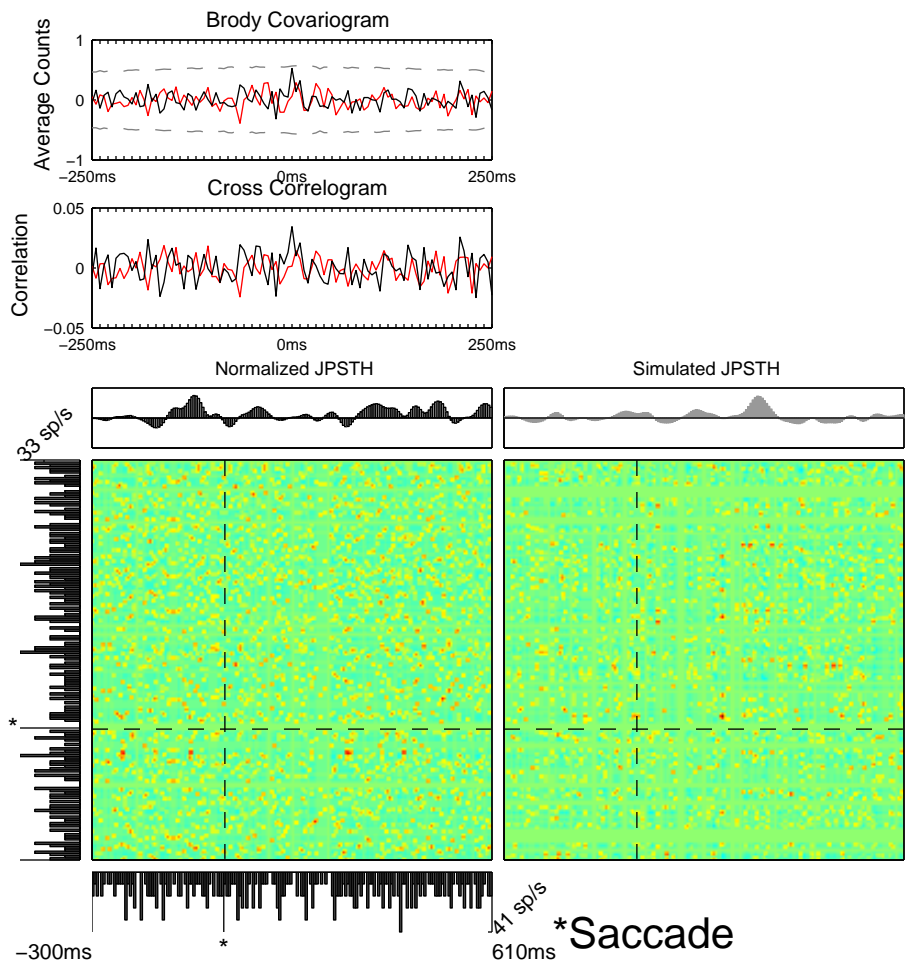 Brody Covariogram
1
0
−1
Average Counts
−250ms
0ms
250ms
Cross Correlogram
0.05
0
−0.05
Correlation
−250ms
0ms
250ms
Normalized JPSTH
Simulated JPSTH
33 sp/s
*
*
41 sp/s
−300ms
610ms
*Saccade